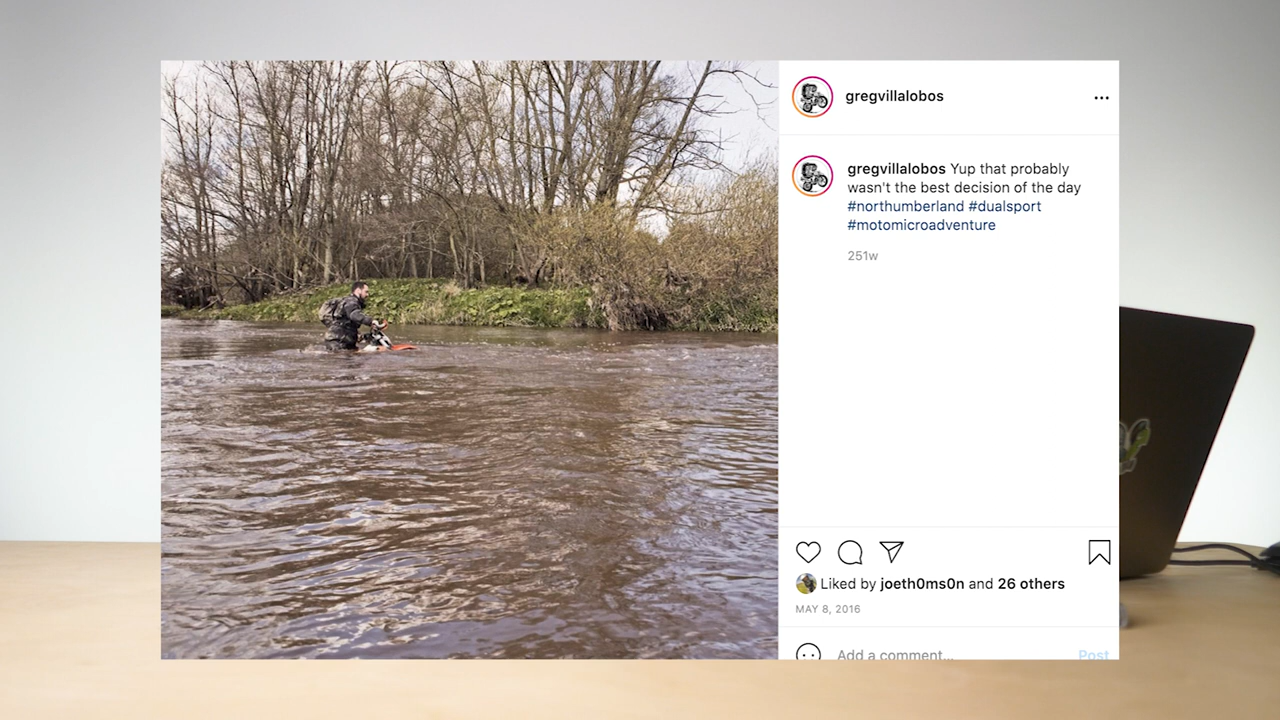 gregvillalobos
gregvillalobos Yup that probably
wasn't the best decision of the day
#northumberland #dualsport
#motomicroadventure
251w
Liked by joeth0ms0n and 26 others
MAY 8, 2016
Add a comment...
Post